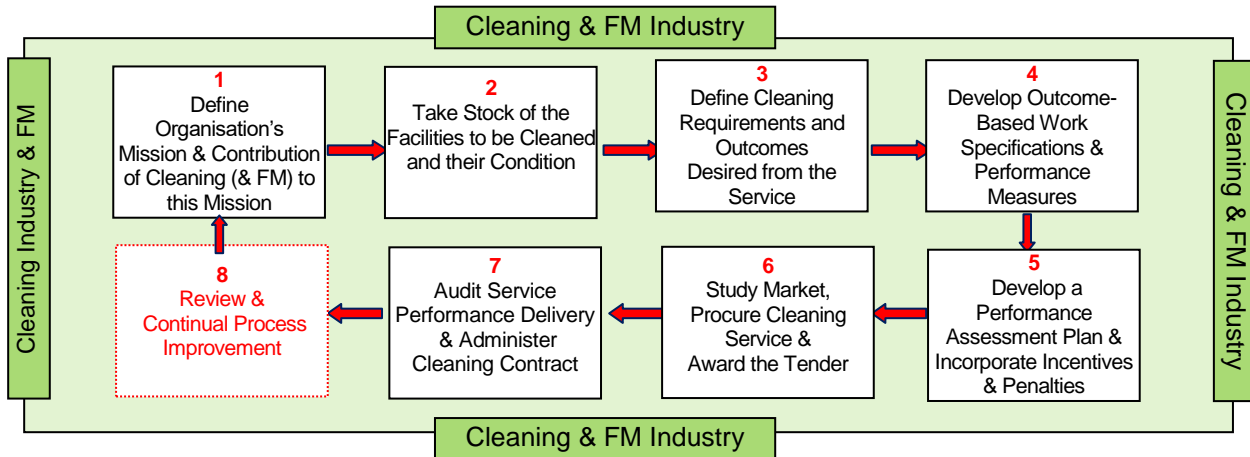 Cleaning & FM Industry
Cleaning Industry & FM
1
Define
Organisation's
Mission & Contribution
of Cleaning (& FM) to
this Mission
2
Take Stock of the
Facilities to be Cleaned
and their Condition
3
Define Cleaning
Requirements and
Outcomes
Desired from the
Service
4
Develop Outcome-
Based Work
Specifications &
Performance
Measures
Cleaning & FM Industry
5
Develop a
Performance
Assessment Plan &
Incorporate Incentives
& Penalties
6
Study Market,
Procure Cleaning
Service &
Award the Tender
7
Audit Service
Performance Delivery
& Administer
Cleaning Contract
8
Review &
Continual Process
Improvement
Cleaning & FM Industry